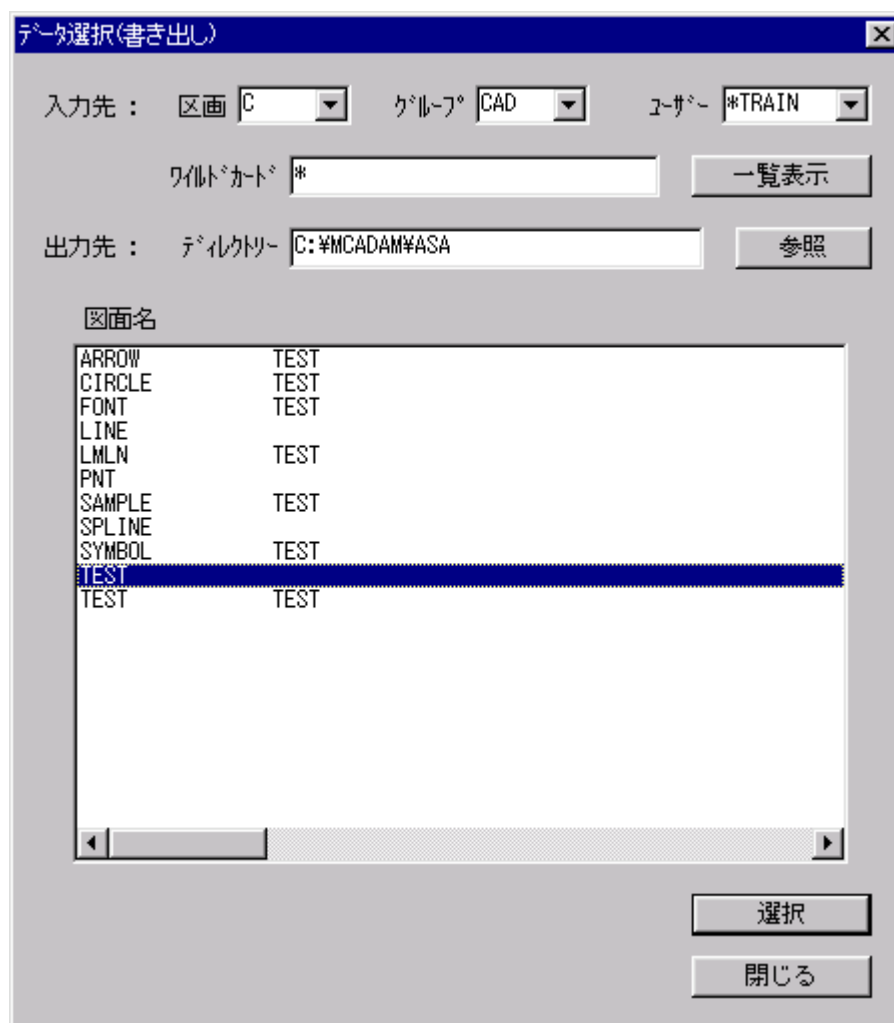 ﾃﾞｰﾀ選択(書き出し)
入力先： 区画 C ｸﾞﾙｰﾌﾟ CAD ﾕｰｻﾞｰ *TRAIN
ﾜｲﾙﾄﾞｶｰﾄﾞ * 一覧表示
出力先： ﾃﾞｨﾚｸﾄﾘｰ C:¥MCADAM¥ASA 参照
図面名
ARROW TEST
CIRCLE TEST
FONT TEST
LINE
LMLN TEST
PNT
SAMPLE TEST
SPLINE
SYMBOL TEST
TEST
TEST TEST
選択
閉じる